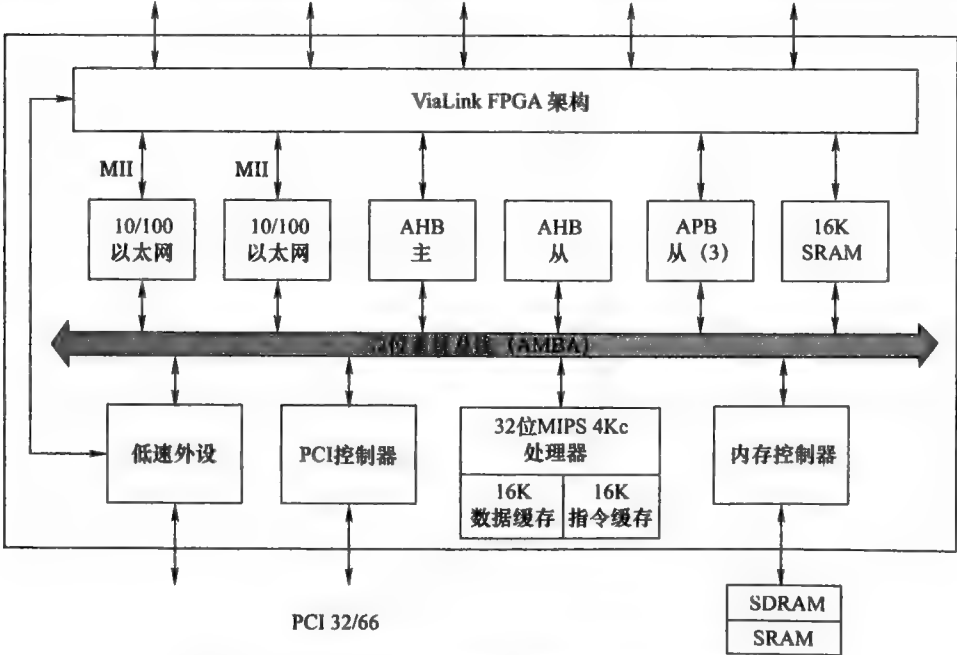 ViaLink FPGA 架构
MII
MII
10/100
以太网
10/100
以太网
AHB
主
AHB
从
APB
从（3）
16K
SRAM
（AMBA）
低速外设
PCI控制器
32位MIPS 4Kc
处理器
16K
数据缓存
16K
指令缓存
内存控制器
PCI 32/66
SDRAM
SRAM